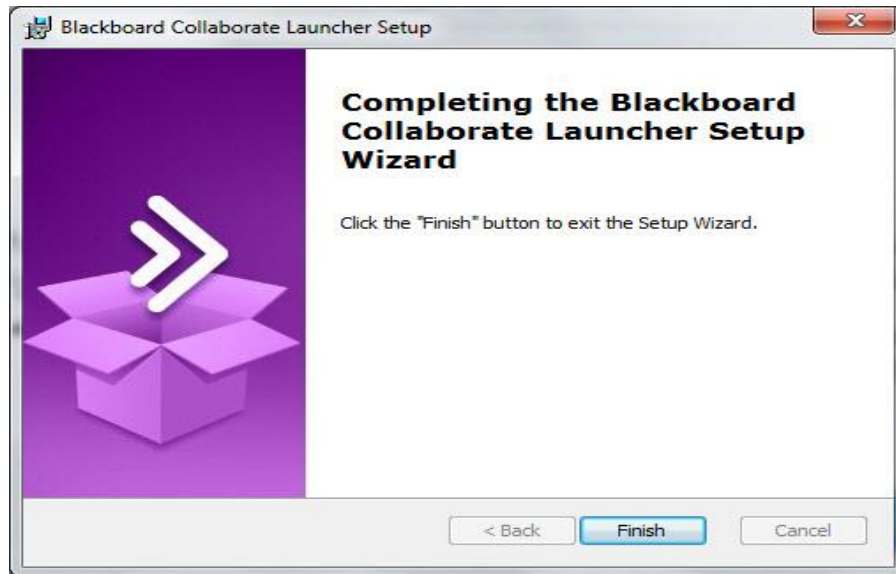 Blackboard Collaborate Launcher Setup
Completing the Blackboard
Collaborate Launcher Setup
Wizard
Click the "Finish" button to exit the Setup Wizard.
< Back
Finish
Cancel